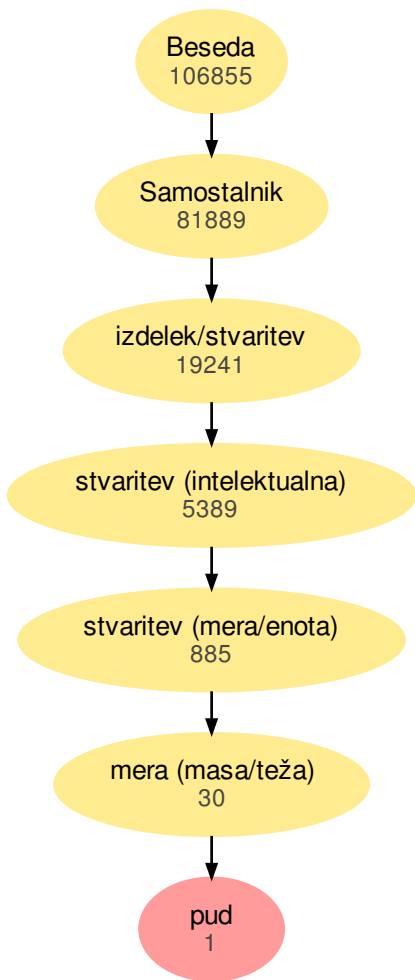 Beseda
106855
Samostalnik
81889
izdelek/stvaritev
19241
stvaritev (intelektualna)
5389
stvaritev (mera/enota)
885
mera (masa/teža)
30
pud
1